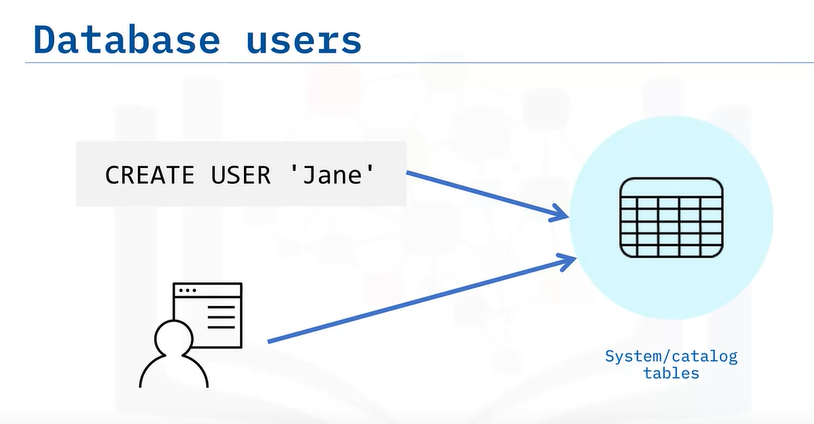 Database users
CREATE USER 'Jane'
System/catalog
tables